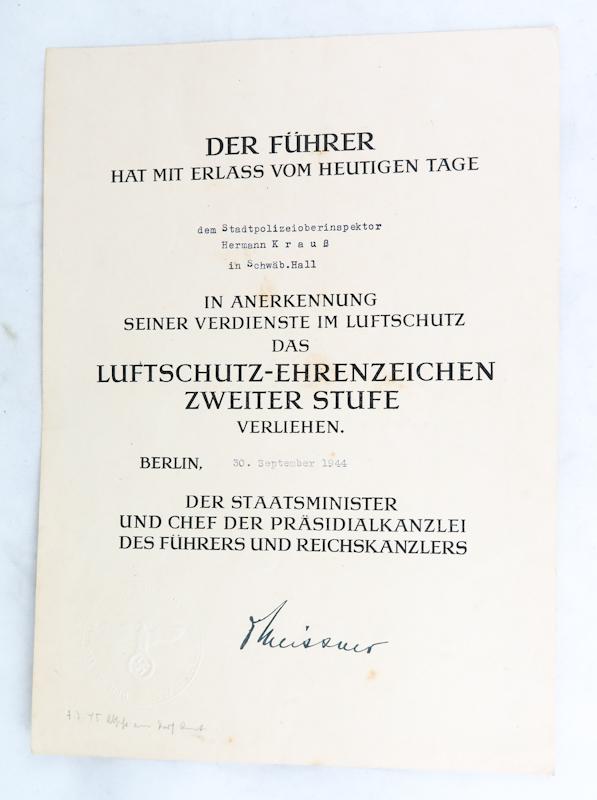 DER FÜHRER
HAT MIT ERLASS VOM HEUTIGEN TAGE
dem Stadtpolizeioberinspektor
Hermann K r a u ß
in Schwäb.Hall
IN ANERKENNUNG
SEINER VERDIENSTE IM LUFTSCHUTZ
DAS
LUFTSCHUTZ-EHRENZEICHEN
ZWEITER STUFE
VERLIEHEN.
BERLIN, 30. September 1944
DER STAATSMINISTER
UND CHEF DER PRÄSIDIALKANZLEI
DES FÜHRERS UND REICHSKANZLERS
Meissner